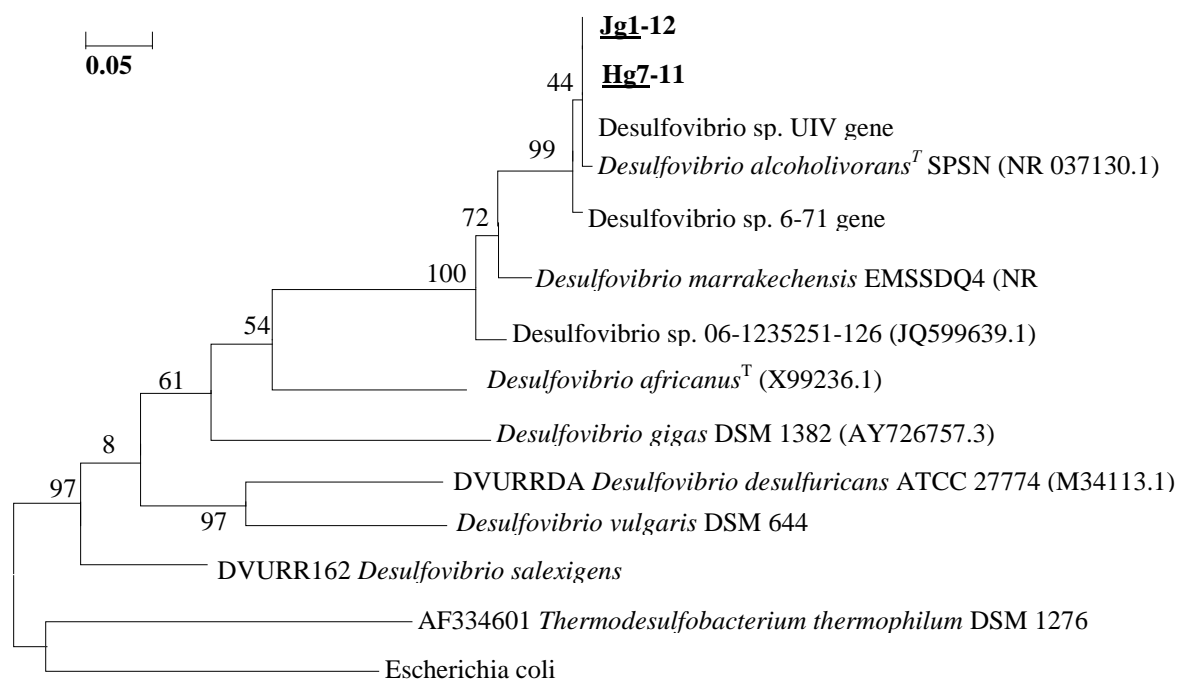 Jg1-12
0.05
Hg7-11
44
Desulfovibrio sp. UIV gene
99
Desulfovibrio alcoholivoransT SPSN (NR 037130.1)
72
Desulfovibrio sp. 6-71 gene
100
Desulfovibrio marrakechensis EMSSDQ4 (NR
54
Desulfovibrio sp. 06-1235251-126 (JQ599639.1)
61
Desulfovibrio africanusT (X99236.1)
8
Desulfovibrio gigas DSM 1382 (AY726757.3)
97
DVURRDA Desulfovibrio desulfuricans ATCC 27774 (M34113.1)
97
Desulfovibrio vulgaris DSM 644
DVURR162 Desulfovibrio salexigens
AF334601 Thermodesulfobacterium thermophilum DSM 1276
Escherichia coli